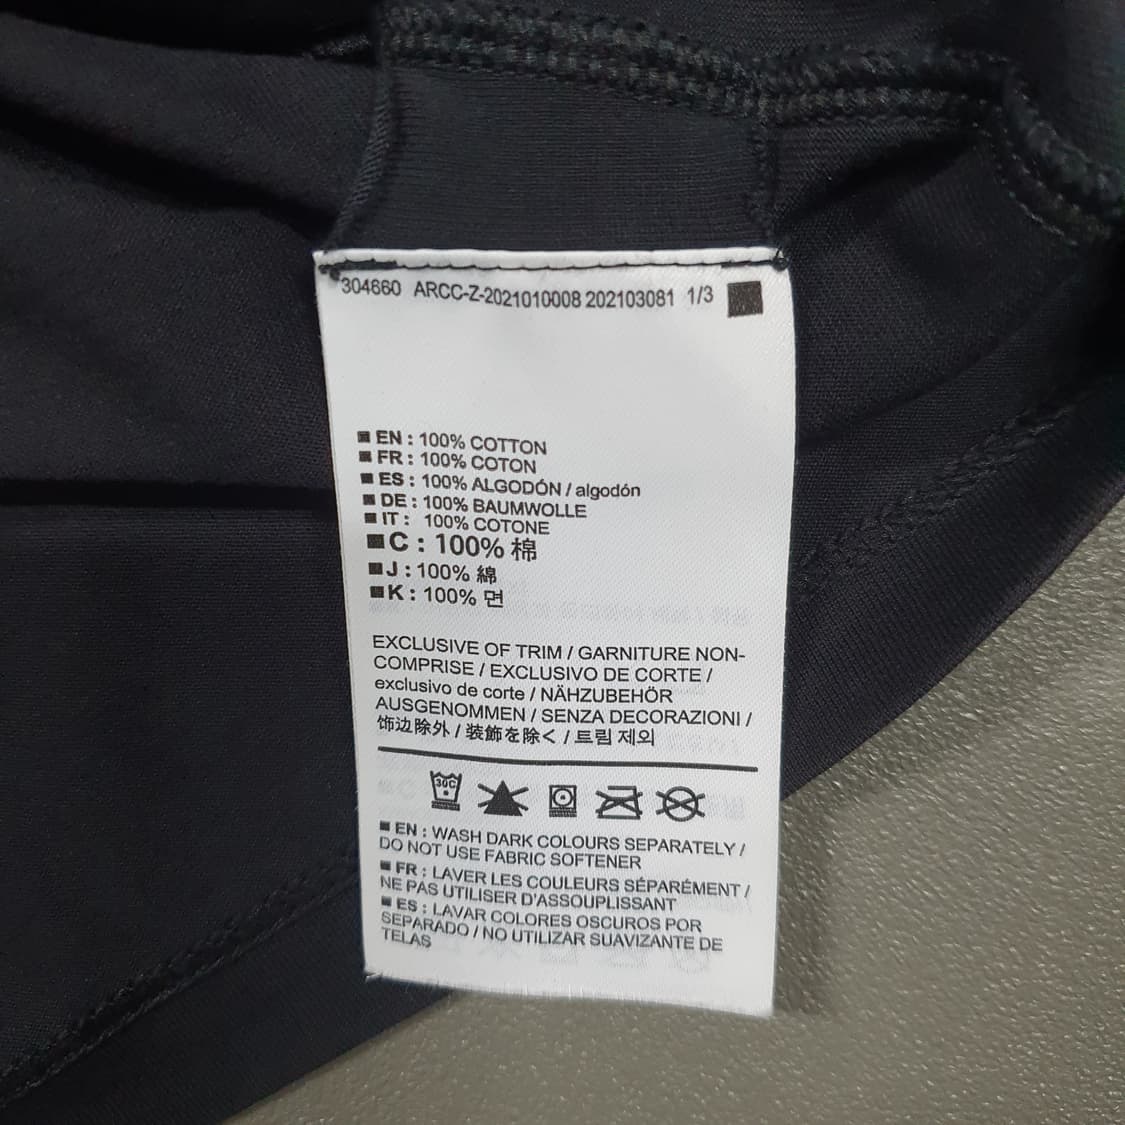 304660 ARCC-Z-2021010008 202103081 1/3
EN : 100% COTTON
FR : 100% COTON
ES : 100% ALGODÓN / algodón
DE : 100% BAUMWOLLE
IT : 100% COTONE
C : 100% 棉
J : 100% 綿
K : 100% 면
EXCLUSIVE OF TRIM / GARNITURE NON-
COMPRISE / EXCLUSIVO DE CORTE /
exclusivo de corte / NÄHZUBEHÖR
AUSGENOMMEN / SENZA DECORAZIONI /
饰边除外 / 装飾を除く / 트림 제외
30C
EN : WASH DARK COLOURS SEPARATELY /
DO NOT USE FABRIC SOFTENER
FR : LAVER LES COULEURS SÉPARÉMENT /
NE PAS UTILISER D'ASSOUPLISSANT
ES : LAVAR COLORES OSCUROS POR
SEPARADO / NO UTILIZAR SUAVIZANTE DE
TELAS